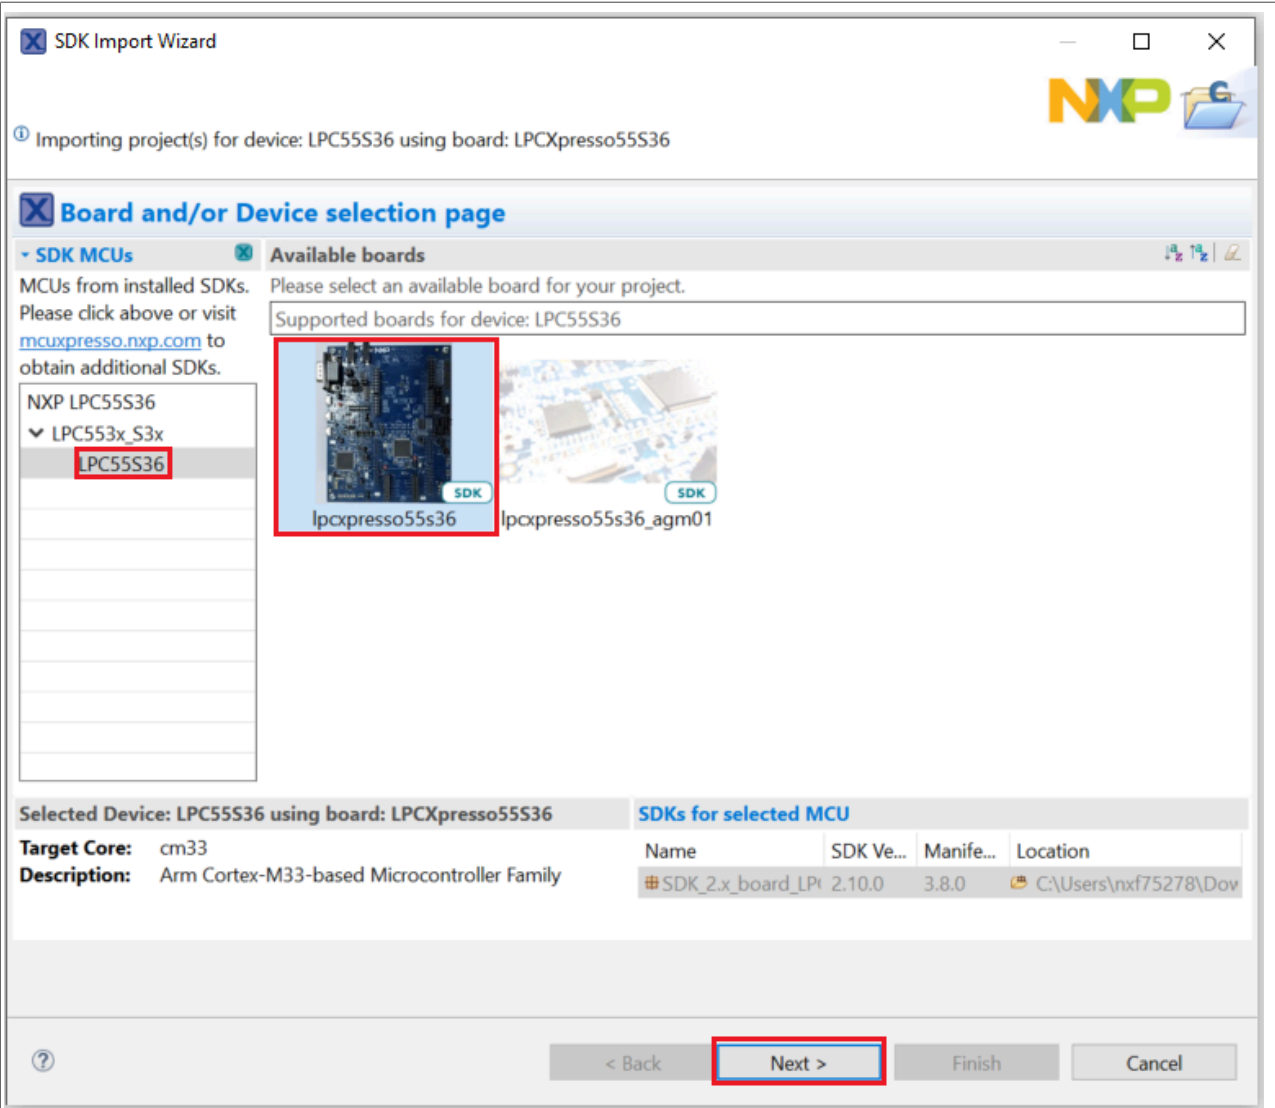 SDK Import Wizard
NXP
Importing project(s) for device: LPC55S36 using board: LPCXpresso55S36
Board and/or Device selection page
SDK MCUs
MCUs from installed SDKs.
Please click above or visit
mcuxpresso.nxp.com to
obtain additional SDKs.
NXP LPC55S36
LPC553x_S3x
LPC55S36
Available boards
Please select an available board for your project.
Supported boards for device: LPC55S36
SDK
lpcxpresso55s36
SDK
lpcxpresso55s36_agm01
Selected Device: LPC55S36 using board: LPCXpresso55S36
Target Core: cm33
Description: Arm Cortex-M33-based Microcontroller Family
SDKs for selected MCU
Name SDK Ve... Manife... Location
SDK_2.x_board_LP 2.10.0 3.8.0 C:\Users\nxf75278\Dow
< Back Next > Finish Cancel